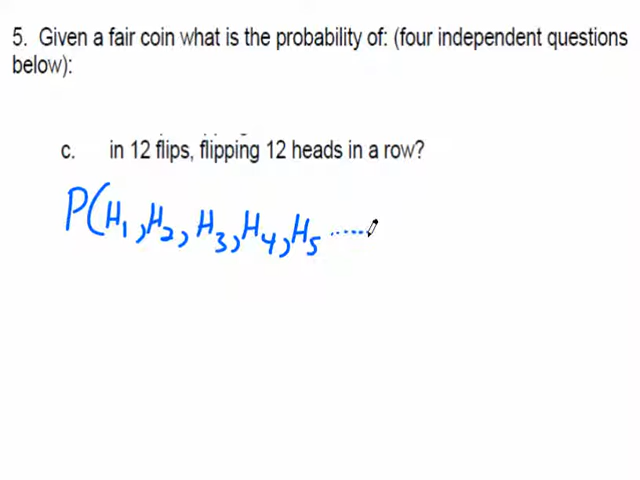 5. Given a fair coin what is the probability of: (four independent questions
below):
c. in 12 flips, flipping 12 heads in a row?
P(H₁, H₂, H₃, H₄, H₅ ......